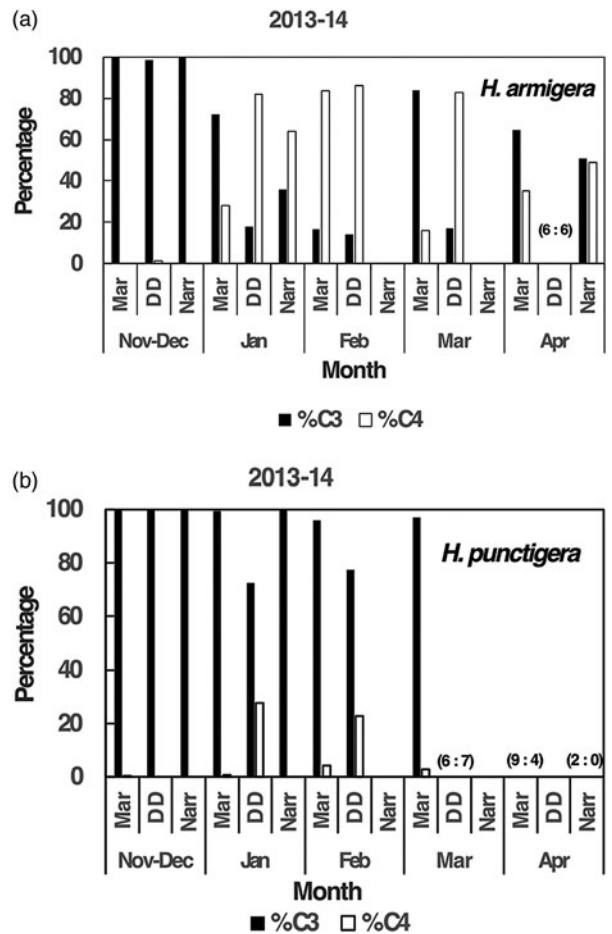 (a)
2013-14
H. armigera
Percentage
100
80
60
40
20
0
(6 : 6)
Mar DD Narr Mar DD Narr Mar DD Narr Mar DD Narr Mar DD Narr
Nov-Dec Jan Feb Mar Apr
Month
%C3 %C4
(b)
2013-14
H. punctigera
Percentage
100
80
60
40
20
0
(6 : 7) (9 : 4) (2 : 0)
Mar DD Narr Mar DD Narr Mar DD Narr Mar DD Narr Mar DD Narr
Nov-Dec Jan Feb Mar Apr
Month
%C3 %C4